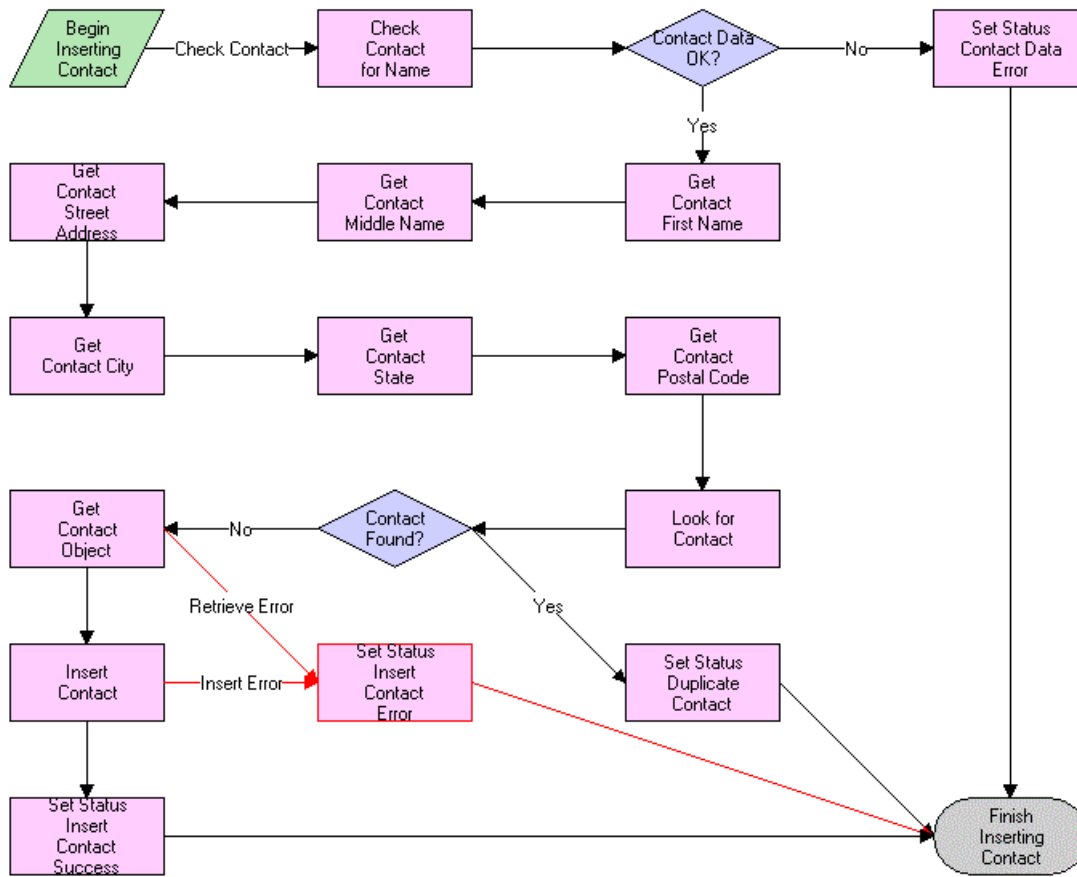 Begin
Inserting
Contact
Check Contact
Check
Contact
for Name
Contact Data
OK?
No
Set Status
Contact Data
Error
Yes
Get
Contact
Street
Address
Get
Contact
Middle Name
Get
Contact
First Name
Get
Contact City
Get
Contact
State
Get
Contact
Postal Code
Get
Contact
Object
No
Contact
Found?
Look for
Contact
Retrieve Error
Yes
Insert
Contact
Insert Error
Set Status
Insert
Contact
Error
Set Status
Duplicate
Contact
Set Status
Insert
Contact
Success
Finish
Inserting
Contact